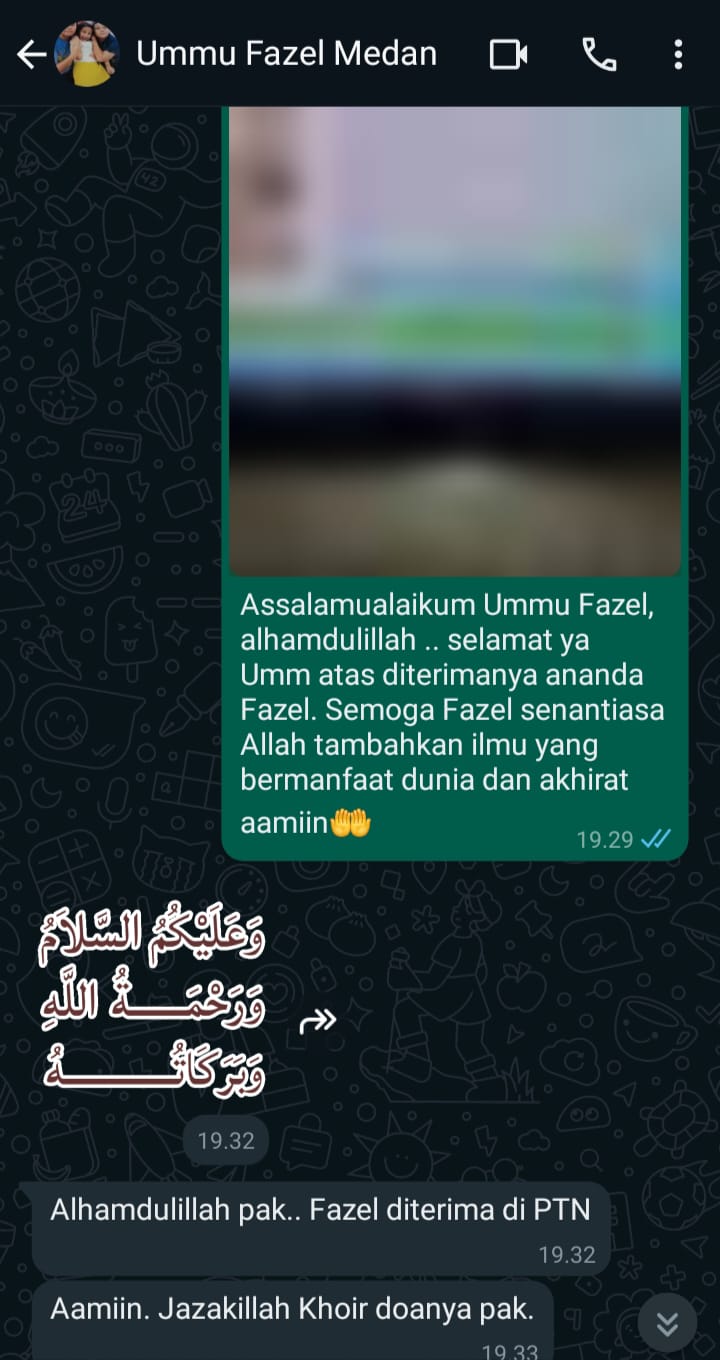 Ummu Fazel Medan
Assalamualaikum Ummu Fazel,
alhamdulillah .. selamat ya
Umm atas diterimanya ananda
Fazel. Semoga Fazel senantiasa
Allah tambahkan ilmu yang
bermanfaat dunia dan akhirat
aamiin🤲
19.29
وَعَلَيْكُمُ السَّلَامُ
وَرَحْمَـــةُ اللَّهِ
وَبَرَكَاتُـــــهُ
19.32
Alhamdulillah pak.. Fazel diterima di PTN
19.32
Aamiin. Jazakillah Khoir doanya pak.
19.33